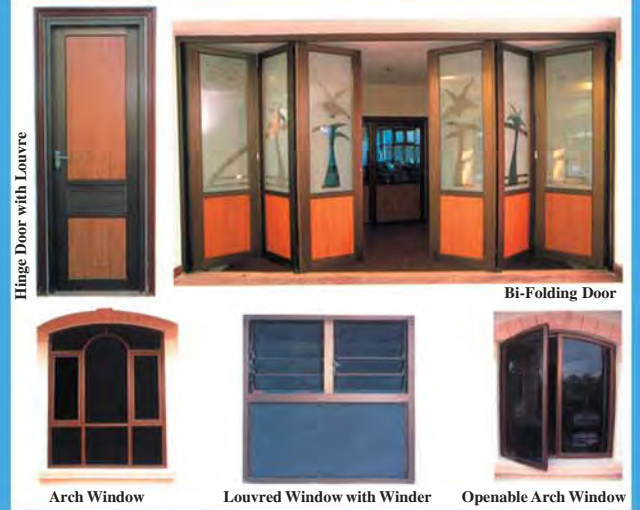 Hinge Door with Louvre
Bi-Folding Door
Arch Window
Louvred Window with Winder
Openable Arch Window